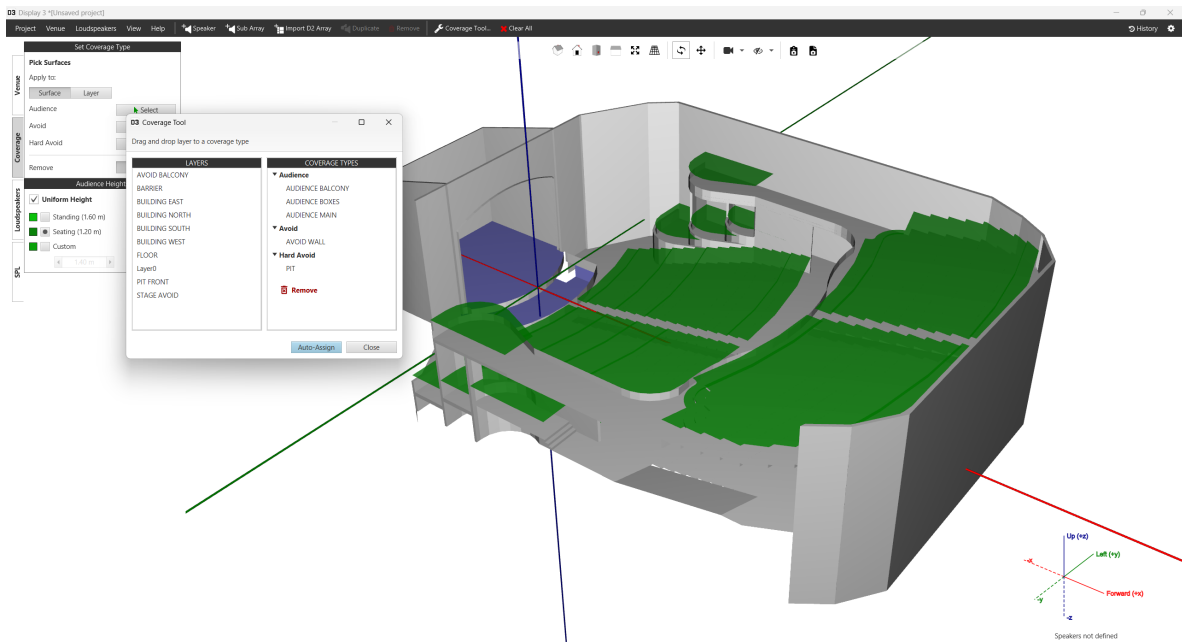 D3 Display 3 *[Unsaved project]
Project Venue Loudspeakers View Help Speaker Sub Array Import D2 Array Duplicate Remove Coverage Tool... Clear All History
Set Coverage Type
Pick Surfaces
Apply to:
Surface Layer
Audience Select
Avoid
Hard Avoid
Remove
Audience Height
Uniform Height
Standing (1.60 m)
Seating (1.20 m)
Custom
1.40 m
Venue
Coverage
Loudspeakers
SPL
D3 Coverage Tool
Drag and drop layer to a coverage type
LAYERS
AVOID BALCONY
BARRIER
BUILDING EAST
BUILDING NORTH
BUILDING SOUTH
BUILDING WEST
FLOOR
Layer0
PIT FRONT
STAGE AVOID
COVERAGE TYPES
Audience
AUDIENCE BALCONY
AUDIENCE BOXES
AUDIENCE MAIN
Avoid
AVOID WALL
Hard Avoid
PIT
Remove
Auto-Assign Close
Up (+z)
Left (+y)
-x
Forward (+x)
-y
-z
Speakers not defined